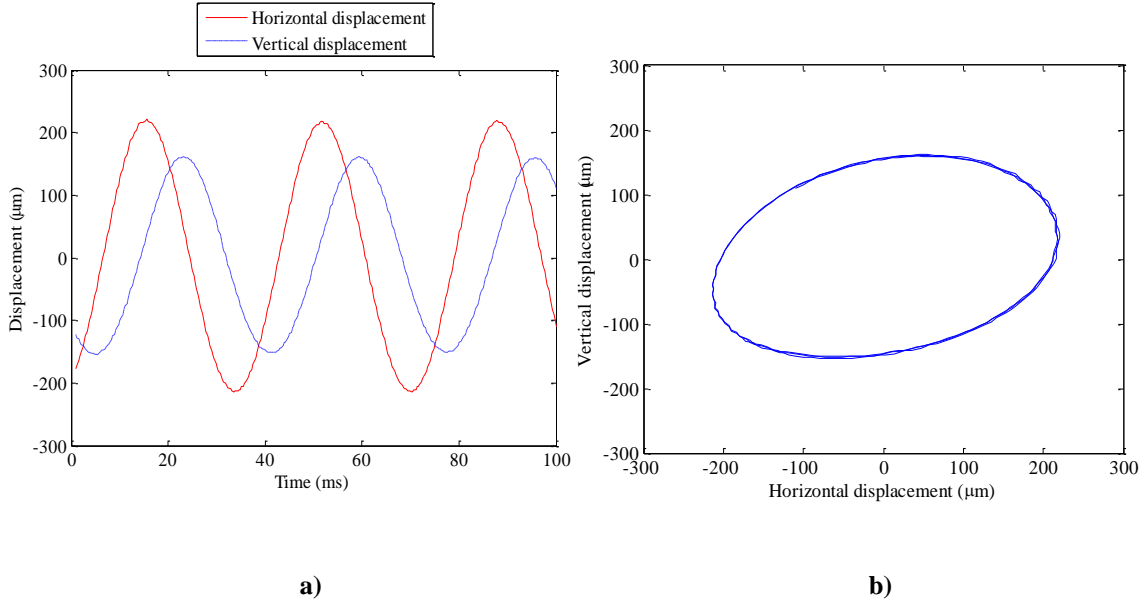 Horizontal displacement
Vertical displacement
300
200
100
0
-100
-200
-300
Displacement (μm)
0 20 40 60 80 100
Time (ms)
300
200
100
0
-100
-200
-300
Vertical displacement (μm)
-300 -200 -100 0 100 200 300
Horizontal displacement (μm)
a) b)